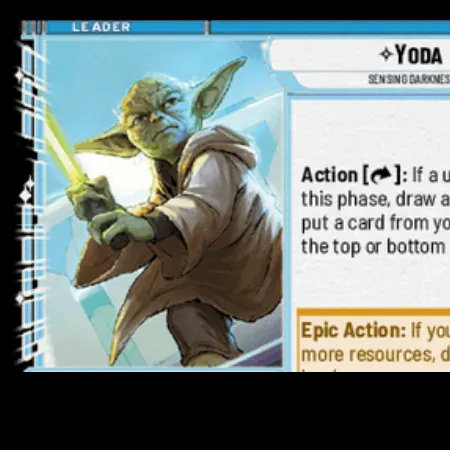 LEADER
YODA
SENSING DARKNES
Action [ ]: If a u
this phase, draw a
put a card from yo
the top or bottom
Epic Action: If you
more resources, d